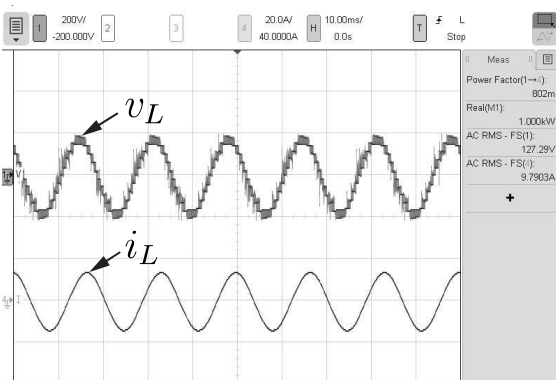 1 200V/ -200.000V 2 3 4 20.0A/ 40.0000A H 10.00ms/ 0.0s T L Stop
Meas
Power Factor(1→4):
802m
Real(M1):
1.000kW
AC RMS - FS(1):
127.29V
AC RMS - FS(4):
9.7903A
+
v_L
V
i_L
I